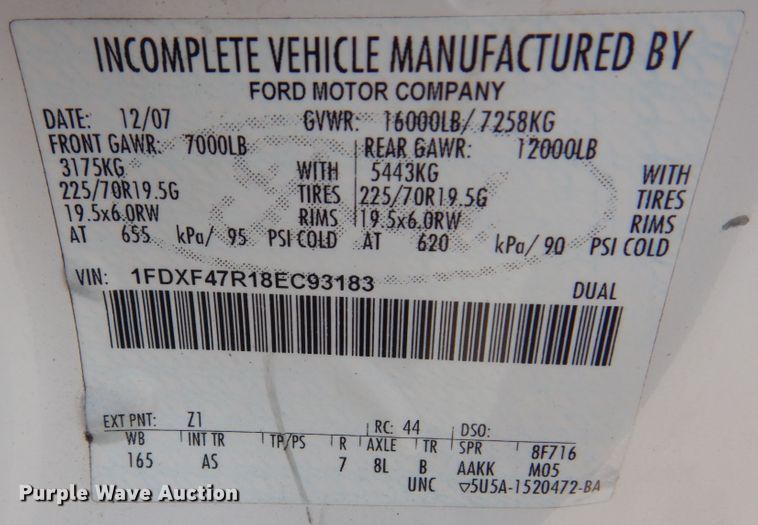 INCOMPLETE VEHICLE MANUFACTURED BY
FORD MOTOR COMPANY
DATE: 12/07 GVWR: 16000LB/ 7258KG
FRONT GAWR: 7000LB REAR GAWR: 12000LB
3175KG WITH 5443KG WITH
225/70R19.5G TIRES 225/70R19.5G TIRES
19.5x6.0RW RIMS 19.5x6.0RW RIMS
AT 655 kPa/ 95 PSI COLD AT 620 kPa/ 90 PSI COLD
VIN: 1FDXF47R18EC93183 DUAL
EXT PNT: Z1 RC: 44 DSO:
WB INT TR TP/PS R AXLE TR SPR 8F716
165 AS 7 8L B AAKK M05
UNC ▽5U5A-1520472-BA
Purple Wave Auction